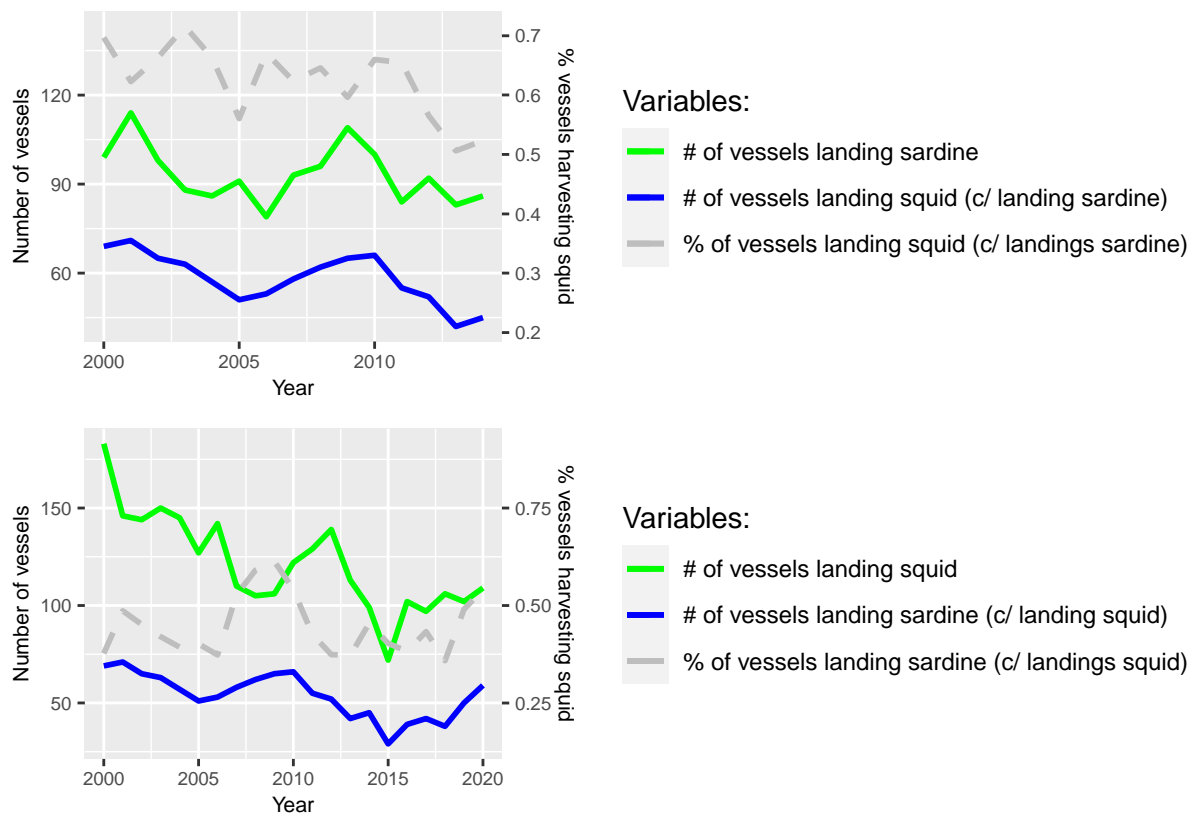 0.7
0.6
0.5
0.4
0.3
0.2
120
90
60
Number of vessels
% vessels harvesting squid
2000
2005
2010
Year
Variables:
# of vessels landing sardine
# of vessels landing squid (c/ landing sardine)
% of vessels landing squid (c/ landings sardine)
150
100
50
Number of vessels
0.75
0.50
0.25
% vessels harvesting squid
2000
2005
2010
2015
2020
Year
Variables:
# of vessels landing squid
# of vessels landing sardine (c/ landing squid)
% of vessels landing sardine (c/ landings squid)